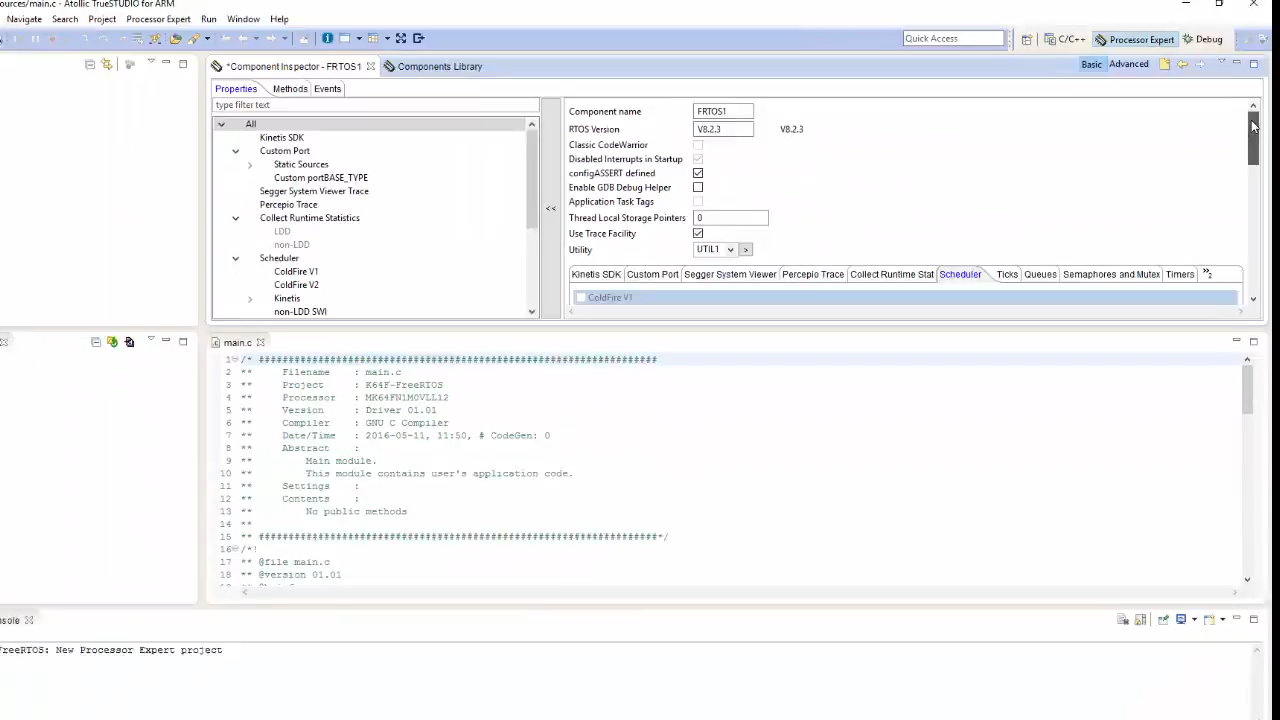 ources/main.c - Atollic TrueSTUDIO for ARM
Navigate Search Project Processor Expert Run Window Help
Quick Access
C/C++ Processor Expert Debug
*Component Inspector - FRTOS1 Components Library
Basic Advanced
Properties Methods Events
type filter text
All
Kinetis SDK
Custom Port
Static Sources
Custom portBASE_TYPE
Segger System Viewer Trace
Percepio Trace
Collect Runtime Statistics
LDD
non-LDD
Scheduler
ColdFire V1
ColdFire V2
Kinetis
non-LDD SWI
<<
Component name FRTOS1
RTOS Version V8.2.3 V8.2.3
Classic CodeWarrior
Disabled Interrupts in Startup
configASSERT defined
Enable GDB Debug Helper
Application Task Tags
Thread Local Storage Pointers 0
Use Trace Facility
Utility UTIL1 >
Kinetis SDK Custom Port Segger System Viewer Percepio Trace Collect Runtime Stat Scheduler Ticks Queues Semaphores and Mutex Timers »2
ColdFire V1
main.c
1 /* ###################################################################
2 ** Filename : main.c
3 ** Project : K64F-FreeRTOS
4 ** Processor : MK64FN1M0VLL12
5 ** Version : Driver 01.01
6 ** Compiler : GNU C Compiler
7 ** Date/Time : 2016-05-11, 11:50, # CodeGen: 0
8 ** Abstract :
9 ** Main module.
10 ** This module contains user's application code.
11 ** Settings :
12 ** Contents :
13 ** No public methods
14 **
15 ** ###################################################################*/
16 /*!
17 ** @file main.c
18 ** @version 01.01
nsole
FreeRTOS: New Processor Expert project